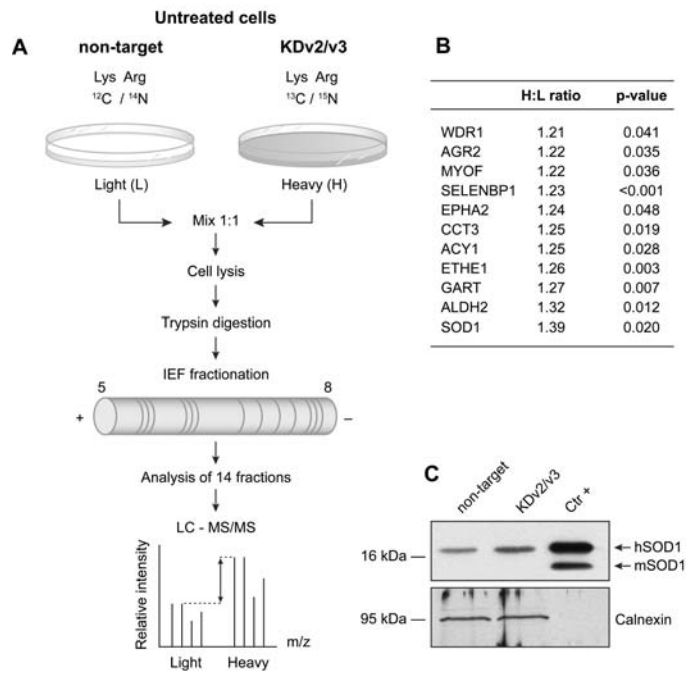 Untreated cells
A
non-target
KDv2/v3
Lys Arg
¹²C / ¹⁴N
Lys Arg
¹³C / ¹⁵N
Light (L)
Heavy (H)
Mix 1:1
Cell lysis
Trypsin digestion
IEF fractionation
5
8
+
–
Analysis of 14 fractions
LC - MS/MS
Relative intensity
m/z
Light
Heavy
B
H:L ratio p-value
WDR1 1.21 0.041
AGR2 1.22 0.035
MYOF 1.22 0.036
SELENBP1 1.23 <0.001
EPHA2 1.24 0.048
CCT3 1.25 0.019
ACY1 1.25 0.028
ETHE1 1.26 0.003
GART 1.27 0.007
ALDH2 1.32 0.012
SOD1 1.39 0.020
C
non-target
KDv2/v3
Ctr +
16 kDa
hSOD1
mSOD1
95 kDa
Calnexin